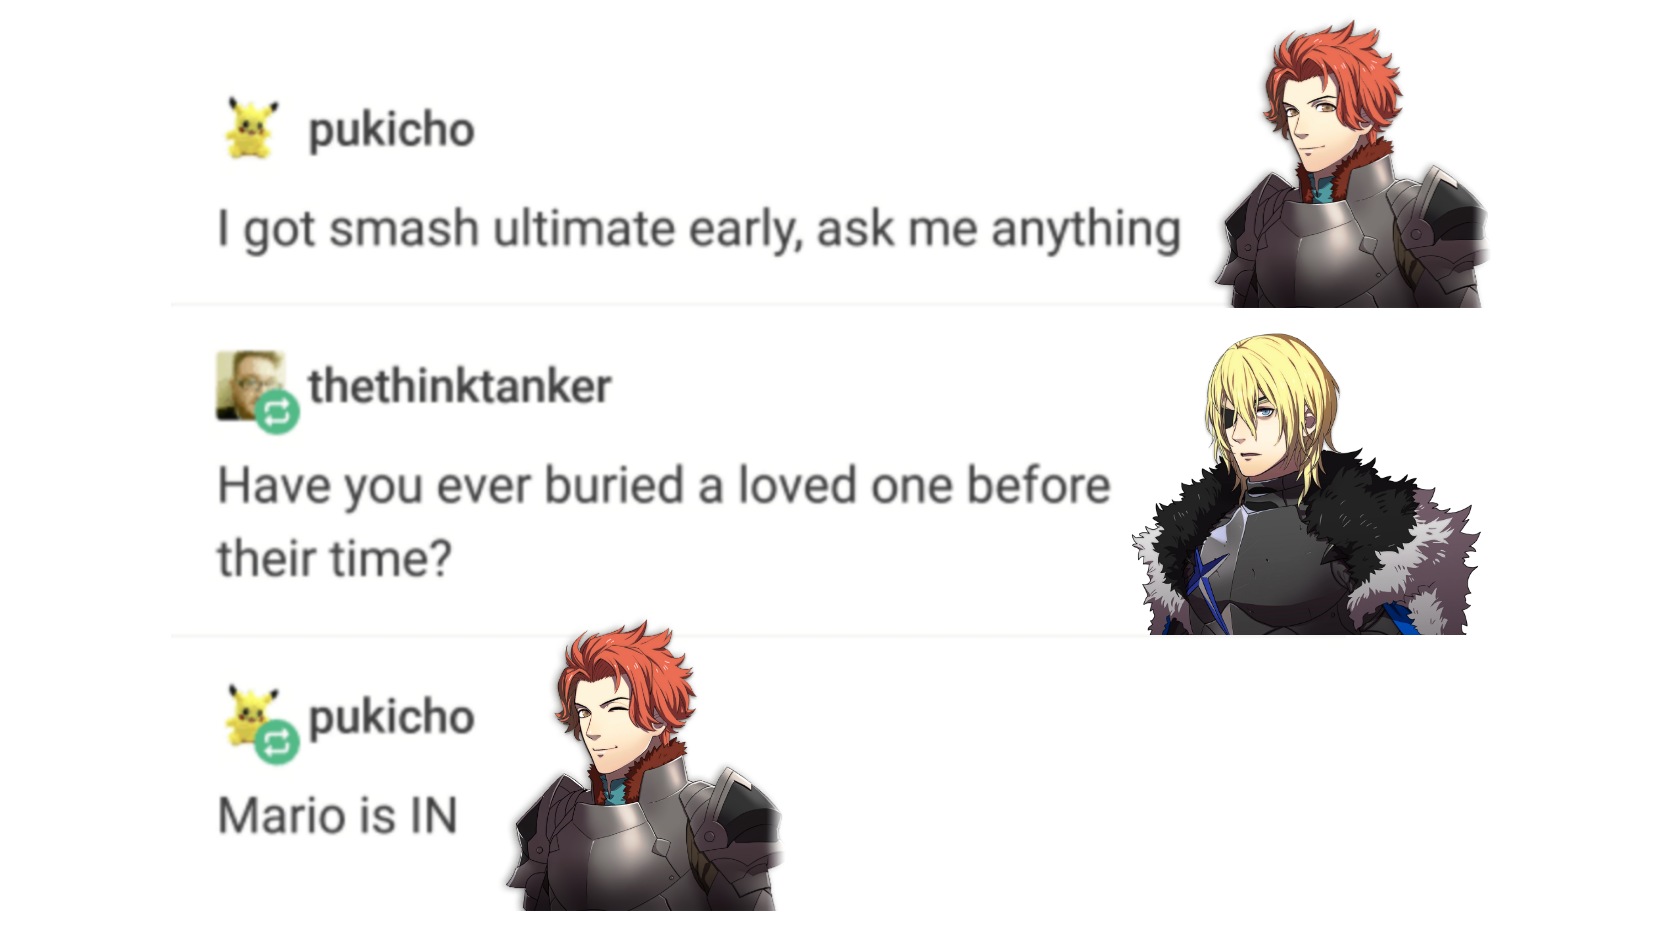 pukicho
I got smash ultimate early, ask me anything
thethinktanker
Have you ever buried a loved one before
their time?
pukicho
Mario is IN